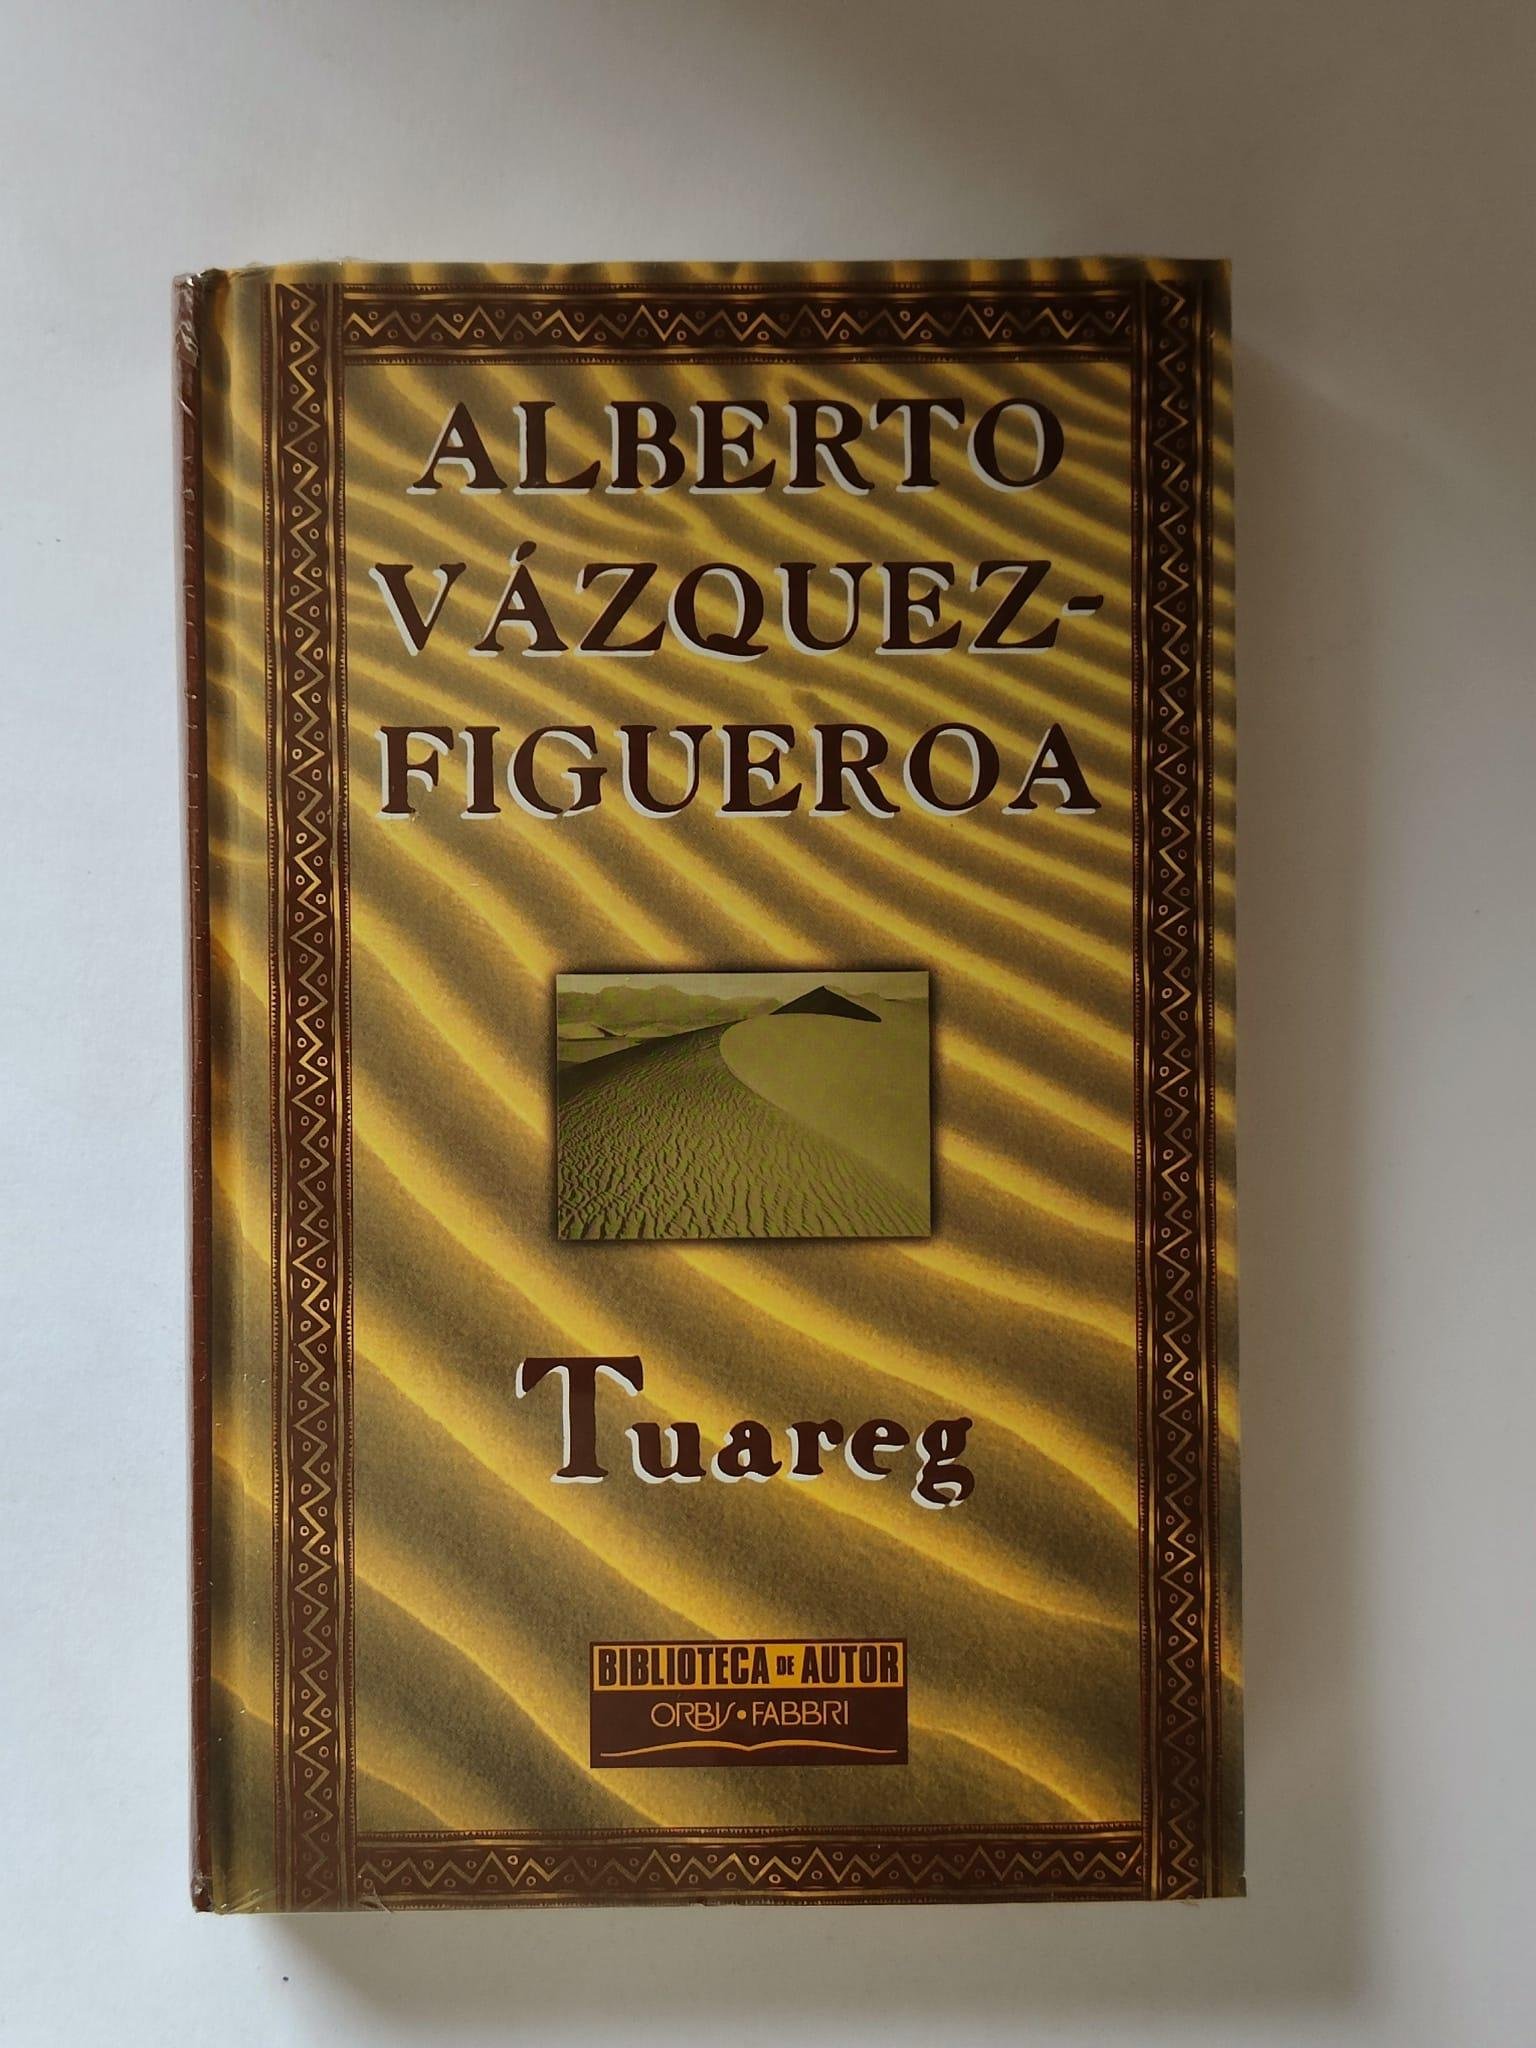 ALBERTO
VÁZQUEZ-
FIGUEROA
Tuareg
BIBLIOTECA DE AUTOR
ORBIS • FABBRI